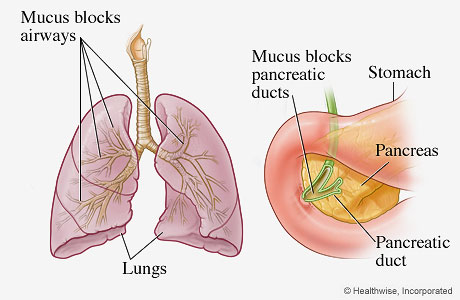 Mucus blocks
airways
Lungs
Mucus blocks
pancreatic
ducts
Stomach
Pancreas
Pancreatic
duct
© Healthwise, Incorporated